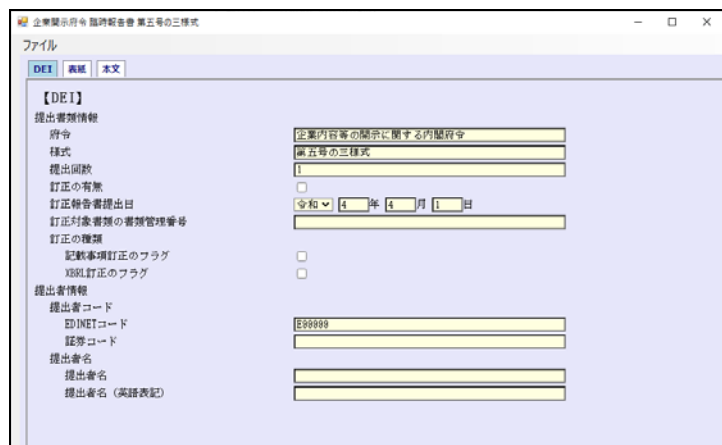 企業開示府令 臨時報告書 第五号の三様式
ファイル
DEI 表紙 本文
【DEI】
提出書類情報
府令 企業内容等の開示に関する内閣府令
様式 第五号の三様式
提出回数 1
訂正の有無
訂正報告書提出日 令和 4 年 4 月 1 日
訂正対象書類の書類管理番号
訂正の種類
記載事項訂正のフラグ
XBRL訂正のフラグ
提出者情報
提出者コード
EDINETコード E99999
証券コード
提出者名
提出者名
提出者名（英語表記）